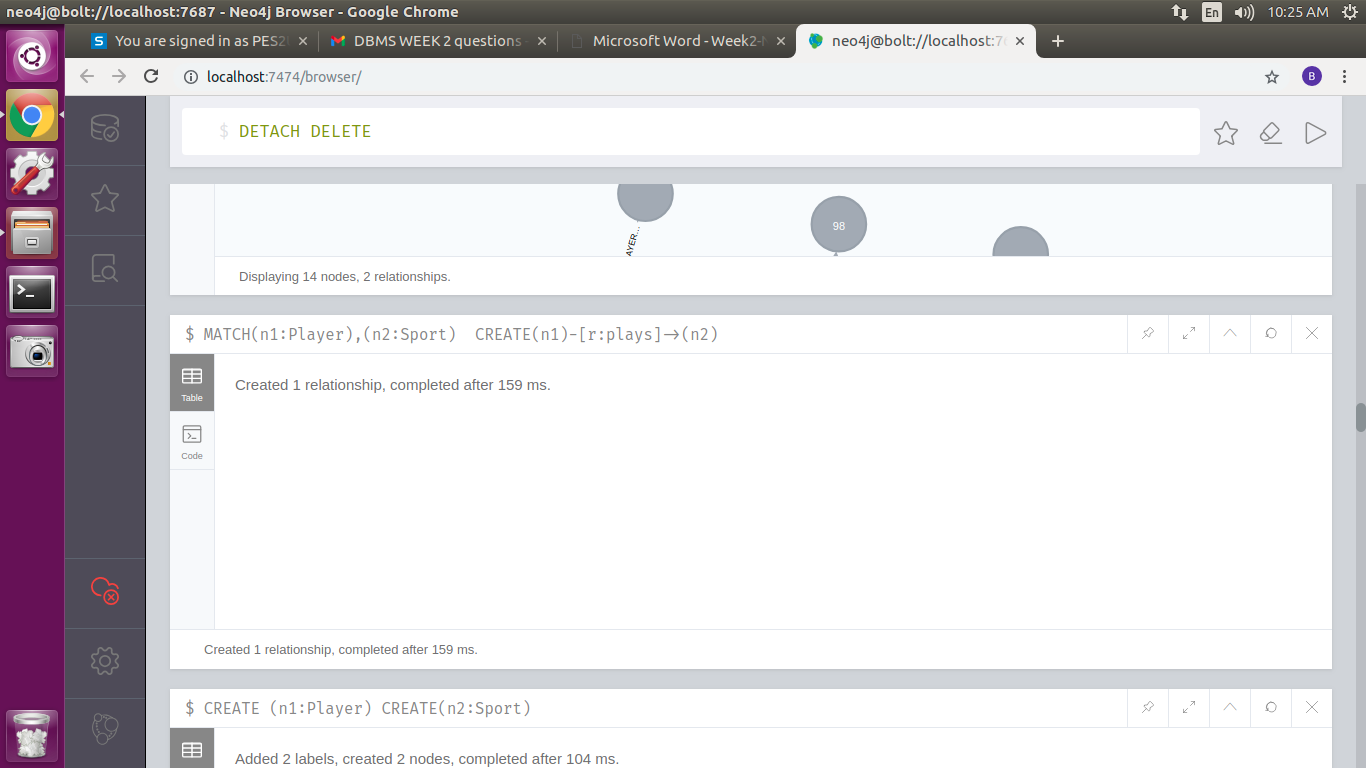 neo4j@bolt://localhost:7687 - Neo4j Browser - Google Chrome
En
10:25 AM
S You are signed in as PES2
DBMS WEEK 2 questions -
Microsoft Word - Week2-
neo4j@bolt://localhost:7
localhost:7474/browser/
B
$ DETACH DELETE
AYER...
98
Displaying 14 nodes, 2 relationships.
$ MATCH(n1:Player),(n2:Sport)  CREATE(n1)-[r:plays]->(n2)
Table
Created 1 relationship, completed after 159 ms.
Code
Created 1 relationship, completed after 159 ms.
$ CREATE (n1:Player) CREATE(n2:Sport)
Added 2 labels, created 2 nodes, completed after 104 ms.